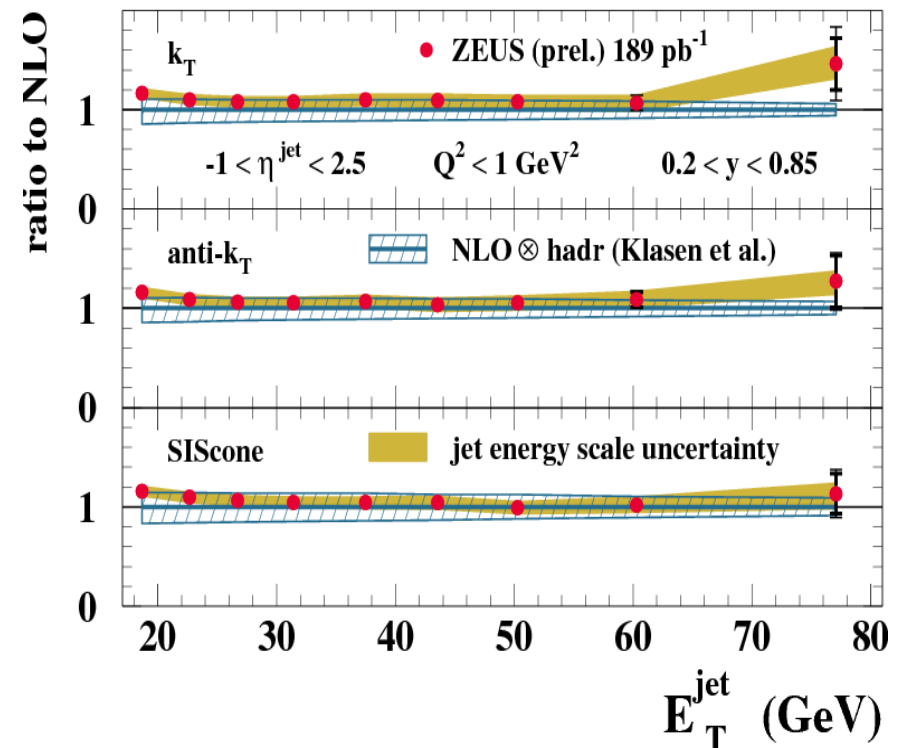 ratio to NLO
k_T
ZEUS (prel.) 189 pb^-1
1
-1 < η^jet < 2.5 Q^2 < 1 GeV^2 0.2 < y < 0.85
0
anti-k_T
NLO ⊗ hadr (Klasen et al.)
1
0
SIScone
jet energy scale uncertainty
1
0
20 30 40 50 60 70 80
E_T^jet (GeV)